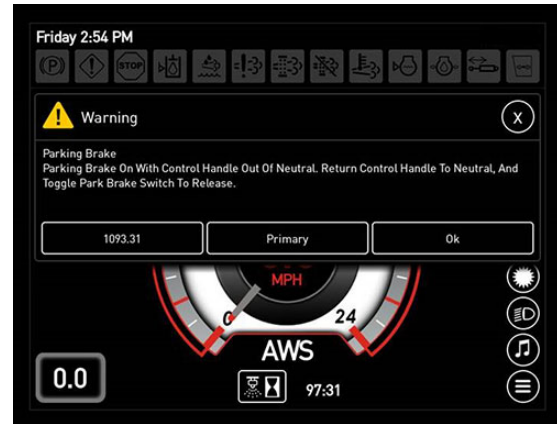 Friday 2:54 PM
STOP
Warning
X
Parking Brake
Parking Brake On With Control Handle Out Of Neutral. Return Control Handle To Neutral, And
Toggle Park Brake Switch To Release.
1093.31
Primary
Ok
MPH
0
24
AWS
0.0
97:31